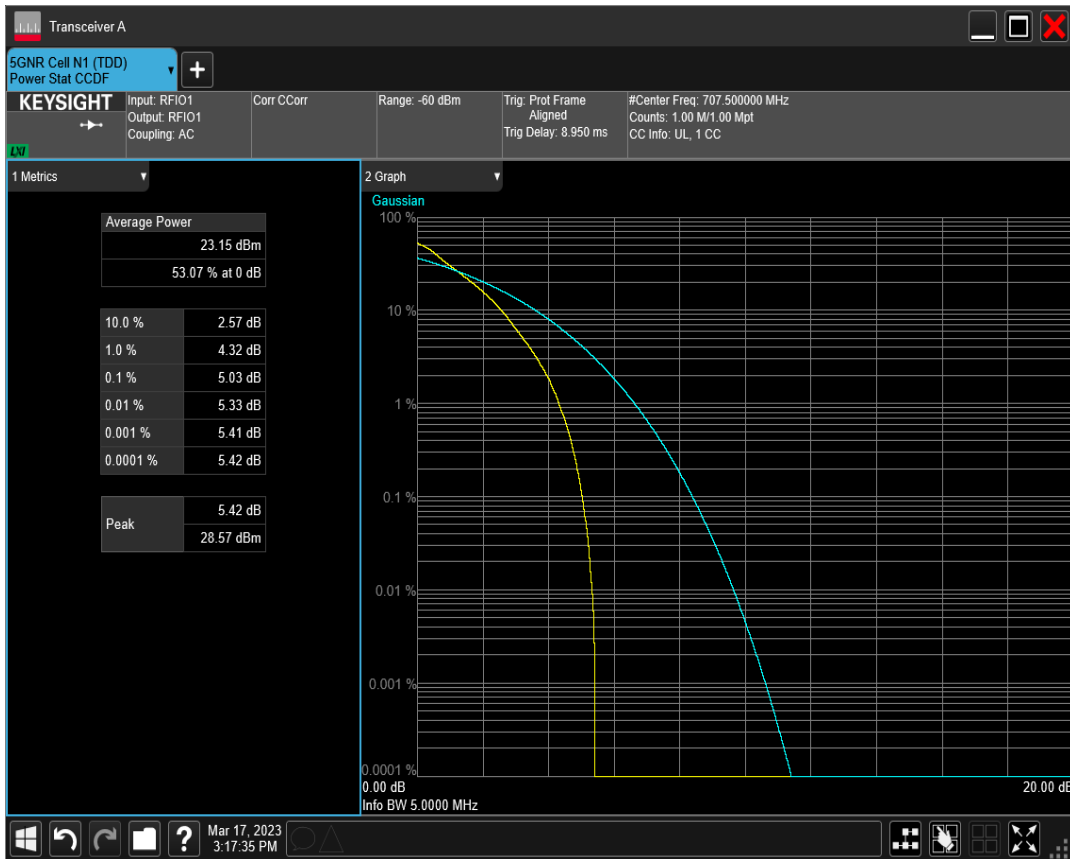 Transceiver A
5GNR Cell N1 (TDD)
Power Stat CCDF
+
KEYSIGHT
LXI
Input: RFIO1
Output: RFIO1
Coupling: AC
Corr CCorr
Range: -60 dBm
Trig: Prot Frame
Aligned
Trig Delay: 8.950 ms
#Center Freq: 707.500000 MHz
Counts: 1.00 M/1.00 Mpt
CC Info: UL, 1 CC
1 Metrics
Average Power
23.15 dBm
53.07 % at 0 dB
10.0 % 2.57 dB
1.0 % 4.32 dB
0.1 % 5.03 dB
0.01 % 5.33 dB
0.001 % 5.41 dB
0.0001 % 5.42 dB
Peak
5.42 dB
28.57 dBm
2 Graph
Gaussian
100 %
10 %
1 %
0.1 %
0.01 %
0.001 %
0.0001 %
0.00 dB 20.00 dB
Info BW 5.0000 MHz
?
Mar 17, 2023
3:17:35 PM